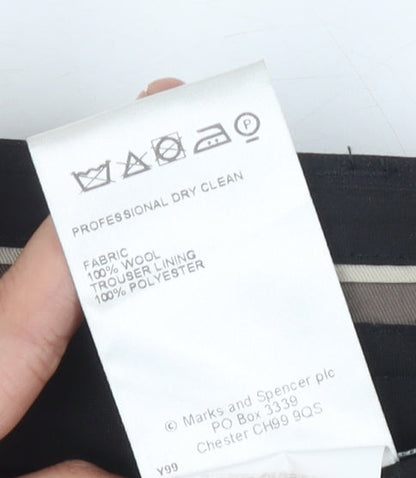 PROFESSIONAL DRY CLEAN
FABRIC
100% WOOL
TROUSER LINING
100% POLYESTER
© Marks and Spencer plc
PO Box 3339
Chester CH99 9QS
Y99